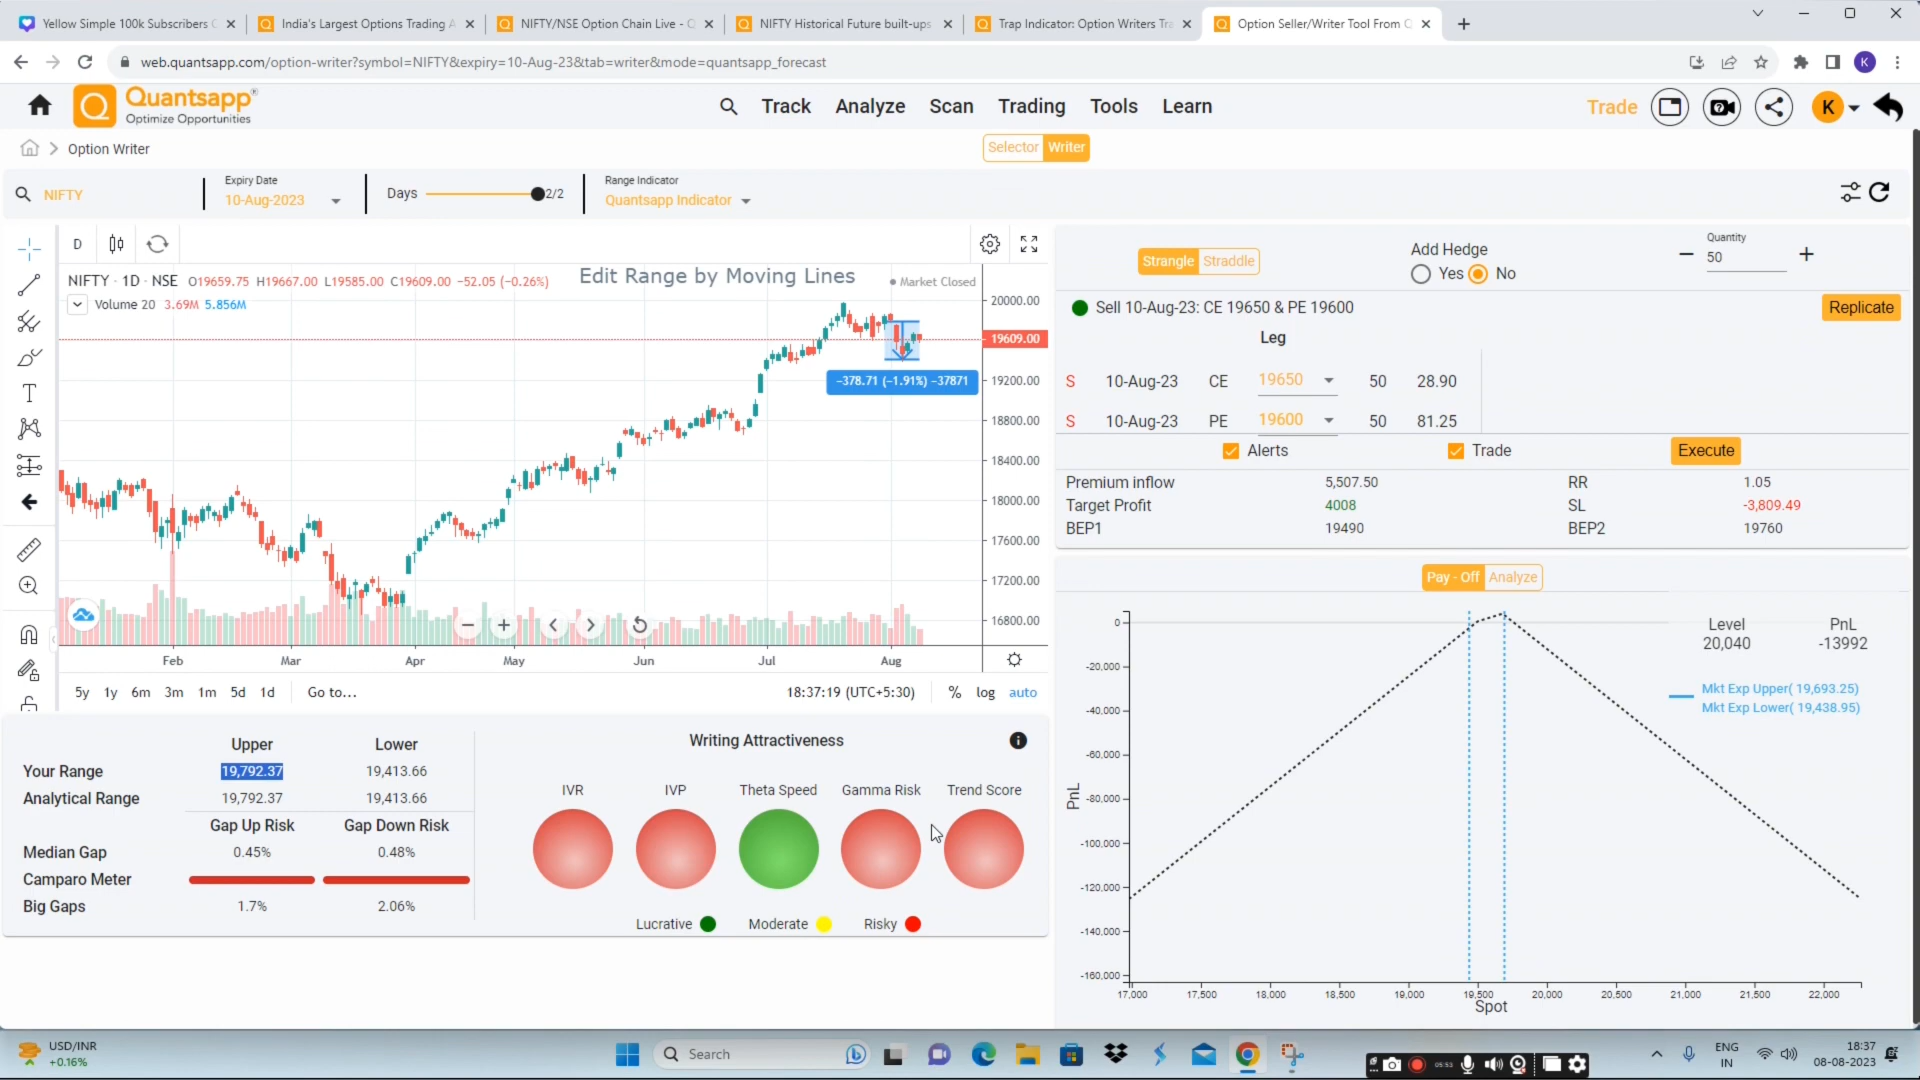 Yellow Simple 100k Subscribers C
India's Largest Options Trading A
NIFTY/NSE Option Chain Live - Q
NIFTY Historical Future built-ups
Trap Indicator: Option Writers Tra
Option Seller/Writer Tool From Q
web.quantsapp.com/option-writer?symbol=NIFTY&expiry=10-Aug-23&tab=writer&mode=quantsapp_forecast
K
Quantsapp®
Optimize Opportunities
Track Analyze Scan Trading Tools Learn
Trade
K
Option Writer
Selector Writer
NIFTY
Expiry Date
10-Aug-2023
Days 2/2
Range Indicator
Quantsapp Indicator
D
NIFTY · 1D · NSE O19659.75 H19667.00 L19585.00 C19609.00 −52.05 (−0.26%)
Edit Range by Moving Lines
Market Closed
Volume 20 3.69M 5.856M
20000.00
19609.00
−378.71 (−1.91%) −37871
19200.00
18800.00
18400.00
18000.00
17600.00
17200.00
16800.00
Feb Mar Apr May Jun Jul Aug
5y 1y 6m 3m 1m 5d 1d Go to...
18:37:19 (UTC+5:30) % log auto
Strangle Straddle
Add Hedge
Yes No
Quantity
50
Sell 10-Aug-23: CE 19650 & PE 19600
Replicate
Leg
S 10-Aug-23 CE 19650 50 28.90
S 10-Aug-23 PE 19600 50 81.25
Alerts Trade Execute
Premium inflow 5,507.50 RR 1.05
Target Profit 4008 SL -3,809.49
BEP1 19490 BEP2 19760
Pay - Off Analyze
Level PnL
20,040 -13992
Mkt Exp Upper( 19,693.25)
Mkt Exp Lower( 19,438.95)
0
-20,000
-40,000
-60,000
-80,000
-100,000
-120,000
-140,000
-160,000
PnL
17,000 17,500 18,000 18,500 19,000 19,500 20,000 20,500 21,000 21,500 22,000
Spot
Upper Lower
Your Range 19,792.37 19,413.66
Analytical Range 19,792.37 19,413.66
Gap Up Risk Gap Down Risk
Median Gap 0.45% 0.48%
Camparo Meter
Big Gaps 1.7% 2.06%
Writing Attractiveness
IVR IVP Theta Speed Gamma Risk Trend Score
Lucrative Moderate Risky
USD/INR
+0.16%
Search
05:53
ENG
IN
18:37
08-08-2023